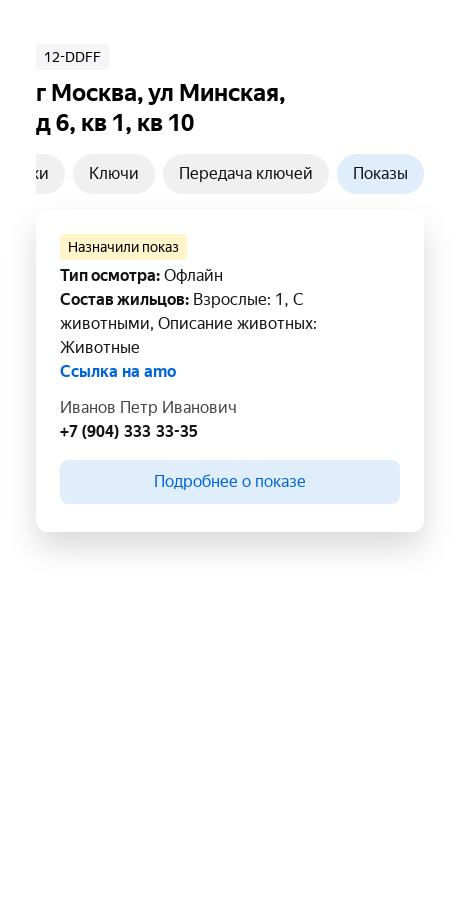 12-DDFF
г Москва, ул Минская,
д 6, кв 1, кв 10
ки Ключи Передача ключей Показы
Назначили показ
Тип осмотра: Офлайн
Состав жильцов: Взрослые: 1, С
животными, Описание животных:
Животные
Ссылка на amo
Иванов Петр Иванович
+7 (904) 333 33-35
Подробнее о показе